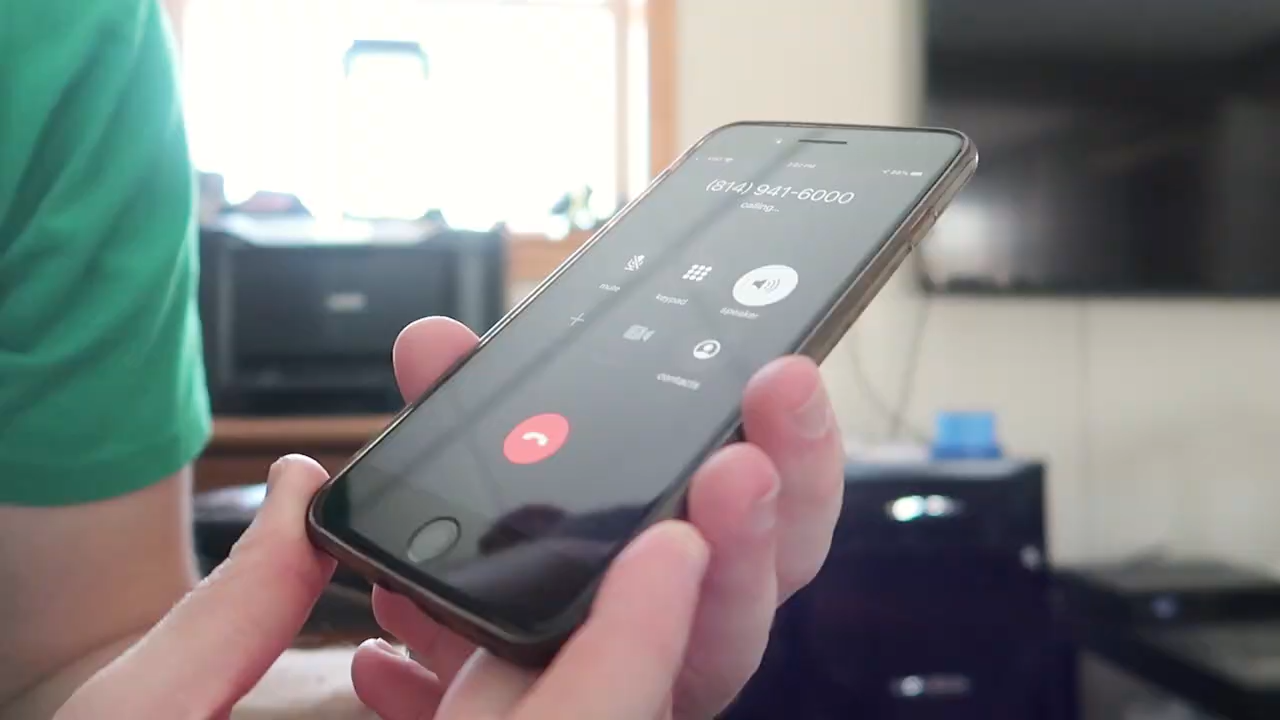 (814) 941-6000
calling...
mute
keypad
speaker
contacts